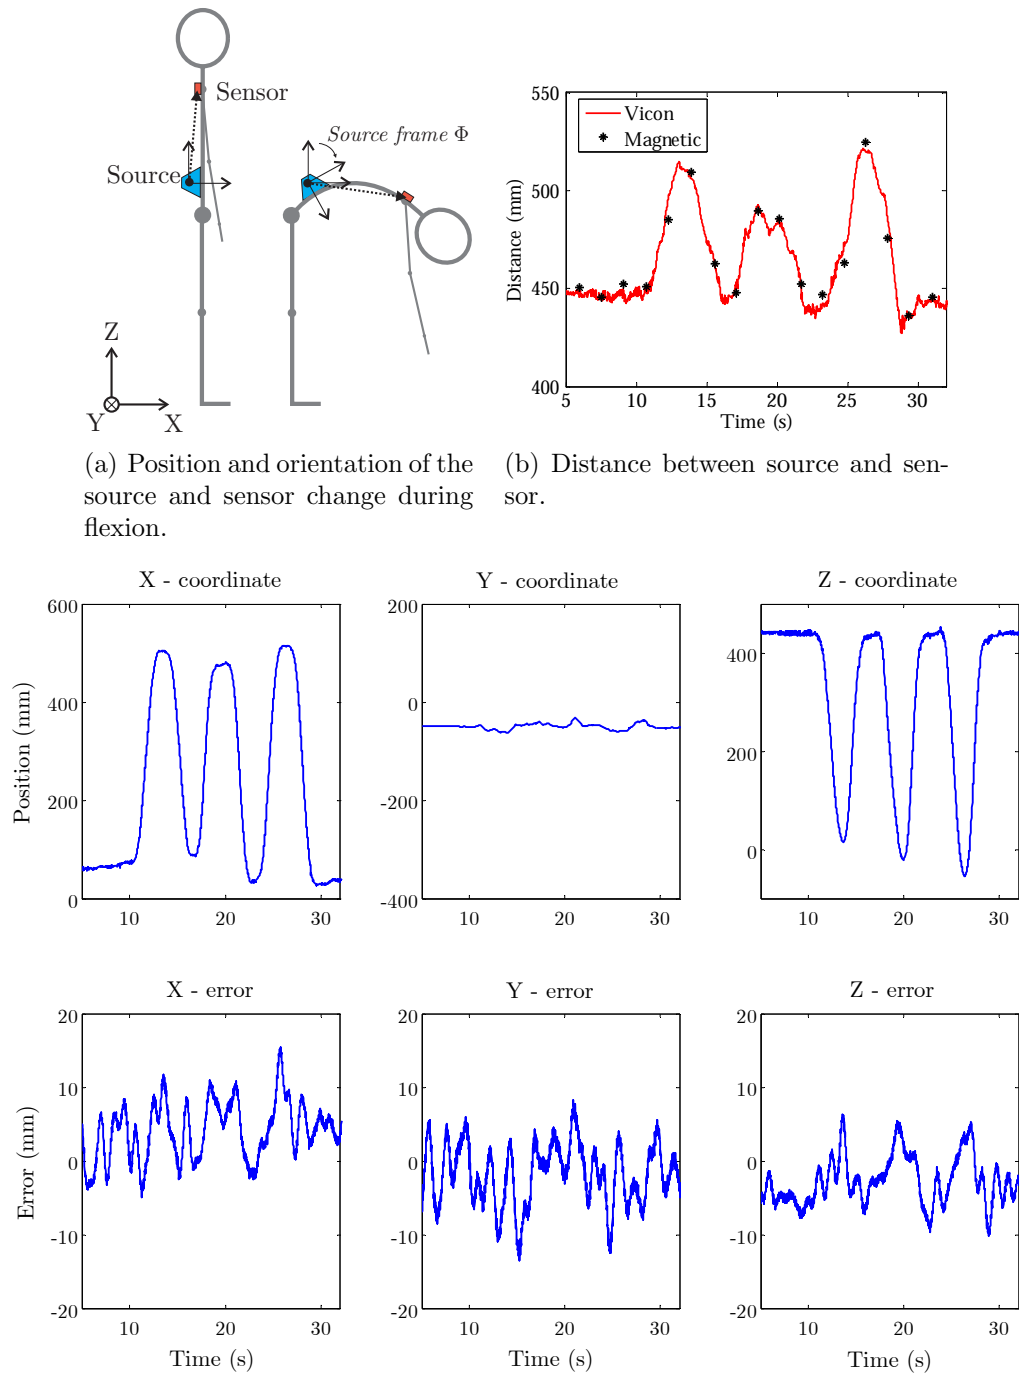 Sensor
Source frame Φ
Source
Z
Y
X
550
500
450
400
Distance (mm)
Vicon
Magnetic
5
10
15
20
25
30
Time (s)
(a) Position and orientation of the
source and sensor change during
flexion.
(b) Distance between source and sen-
sor.
X - coordinate
Y - coordinate
Z - coordinate
Position (mm)
600
400
200
0
10
20
30
200
0
-200
-400
10
20
30
400
200
0
10
20
30
X - error
Y - error
Z - error
Error (mm)
20
10
0
-10
-20
10
20
30
Time (s)
20
10
0
-10
-20
10
20
30
Time (s)
20
10
0
-10
-20
10
20
30
Time (s)